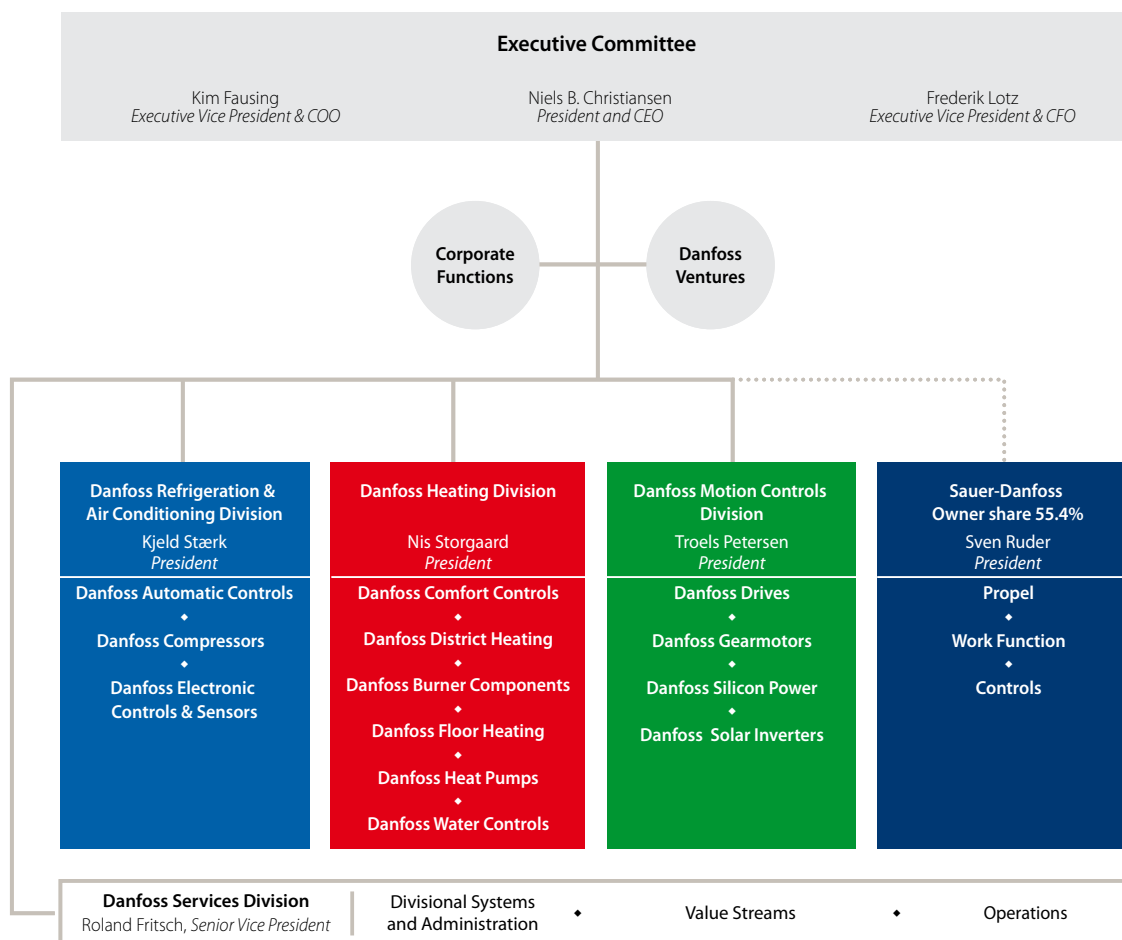 Executive Committee
Kim Fausing
Executive Vice President & COO
Niels B. Christiansen
President and CEO
Frederik Lotz
Executive Vice President & CFO
Corporate
Functions
Danfoss
Ventures
Danfoss Refrigeration &
Air Conditioning Division
Kjeld Stærk
President
Danfoss Automatic Controls
Danfoss Compressors
Danfoss Electronic
Controls & Sensors
Danfoss Heating Division
Nis Storgaard
President
Danfoss Comfort Controls
Danfoss District Heating
Danfoss Burner Components
Danfoss Floor Heating
Danfoss Heat Pumps
Danfoss Water Controls
Danfoss Motion Controls
Division
Troels Petersen
President
Danfoss Drives
Danfoss Gearmotors
Danfoss Silicon Power
Danfoss Solar Inverters
Sauer-Danfoss
Owner share 55.4%
Sven Ruder
President
Propel
Work Function
Controls
Danfoss Services Division
Roland Fritsch, Senior Vice President
Divisional Systems
and Administration
Value Streams
Operations